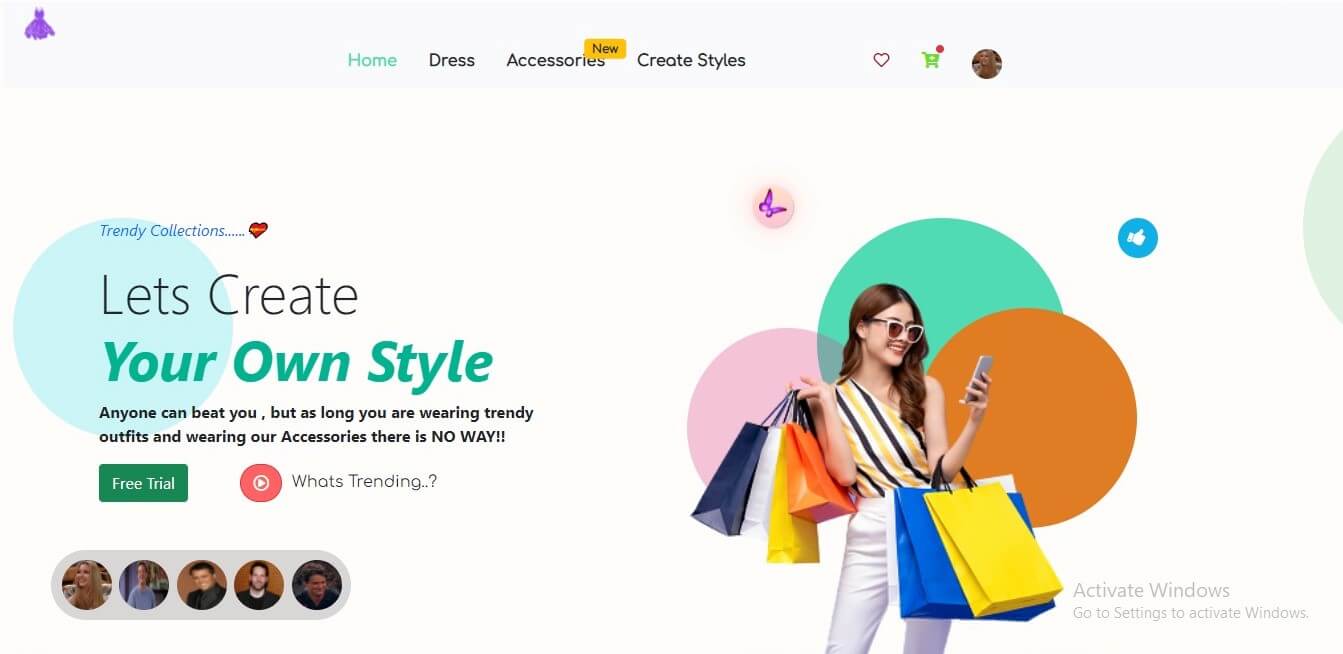 New
Home Dress Accessories Create Styles
Trendy Collections......
Lets Create
Your Own Style
Anyone can beat you , but as long you are wearing trendy
outfits and wearing our Accessories there is NO WAY!!
Free Trial
Whats Trending..?
Activate Windows
Go to Settings to activate Windows.